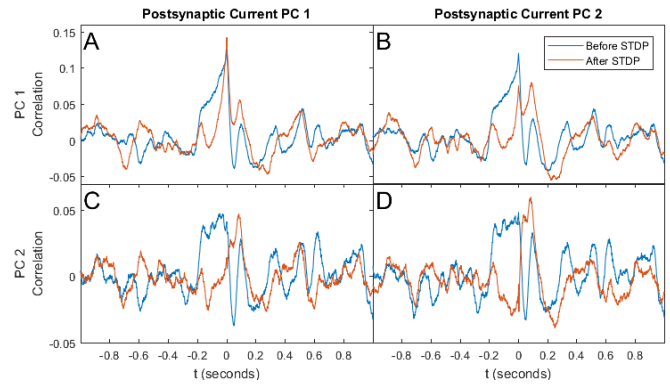 Postsynaptic Current PC 1
Postsynaptic Current PC 2
A
B
Before STDP
After STDP
PC 1
Correlation
0.15
0.10
0.05
0
-0.05
C
D
PC 2
Correlation
0.05
0
0.05
-0.8 -0.6 -0.4 -0.2 0 0.2 0.4 0.6 0.8
-0.8 -0.6 -0.4 -0.2 0 0.2 0.4 0.6 0.8
t (seconds)
t (seconds)